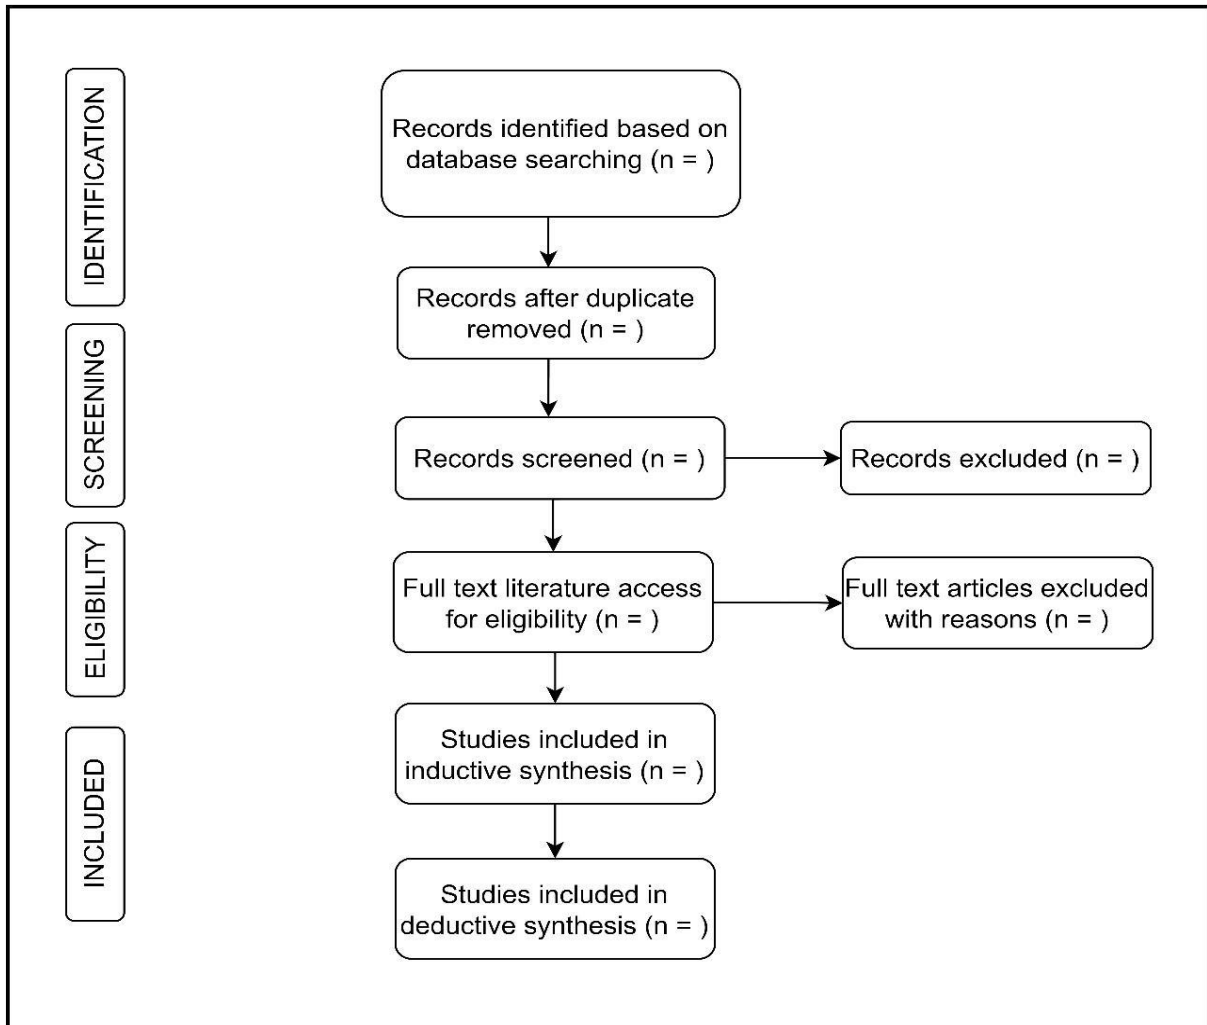 IDENTIFICATION
Records identified based on
database searching (n = )
Records after duplicate
removed (n = )
SCREENING
Records screened (n = )
Records excluded (n = )
ELIGIBILITY
Full text literature access
for eligibility (n = )
Full text articles excluded
with reasons (n = )
INCLUDED
Studies included in
inductive synthesis (n = )
Studies included in
deductive synthesis (n = )